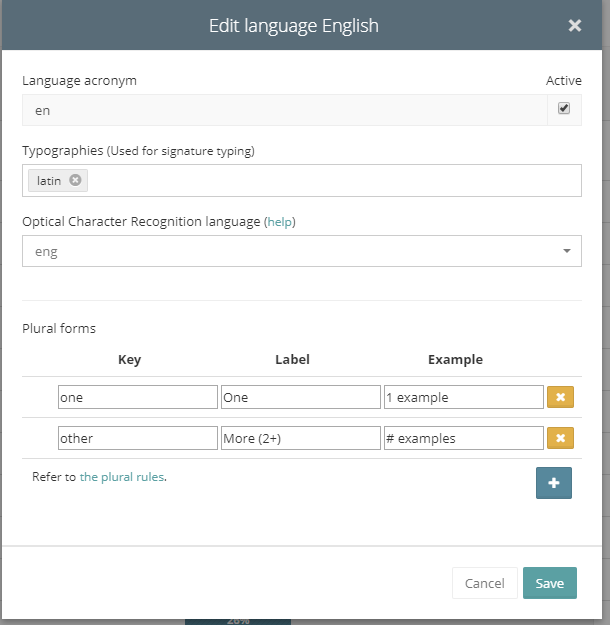 Edit language English
Language acronym Active
en
Typographies (Used for signature typing)
latin
Optical Character Recognition language (help)
eng
Plural forms
Key Label Example
one One 1 example
other More (2+) # examples
Refer to the plural rules.
Cancel Save
26%